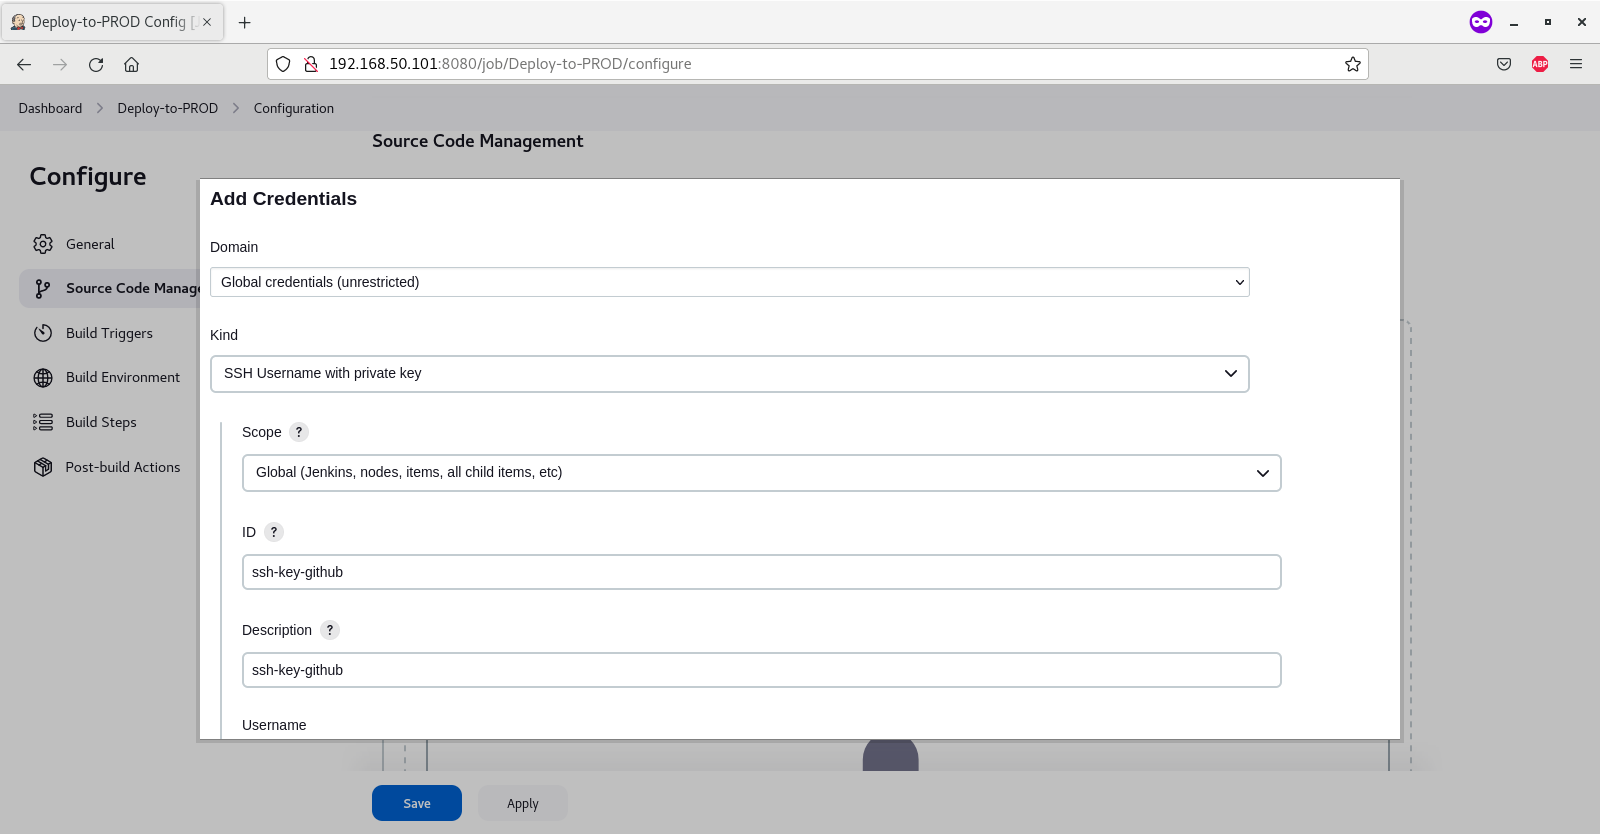 Deploy-to-PROD Config [
192.168.50.101:8080/job/Deploy-to-PROD/configure
ABP
Dashboard
Deploy-to-PROD
Configuration
Source Code Management
Configure
General
Source Code Manage
Build Triggers
Build Environment
Build Steps
Post-build Actions
Add Credentials
Domain
Global credentials (unrestricted)
Kind
SSH Username with private key
Scope ?
Global (Jenkins, nodes, items, all child items, etc)
ID ?
ssh-key-github
Description ?
ssh-key-github
Username
Save
Apply